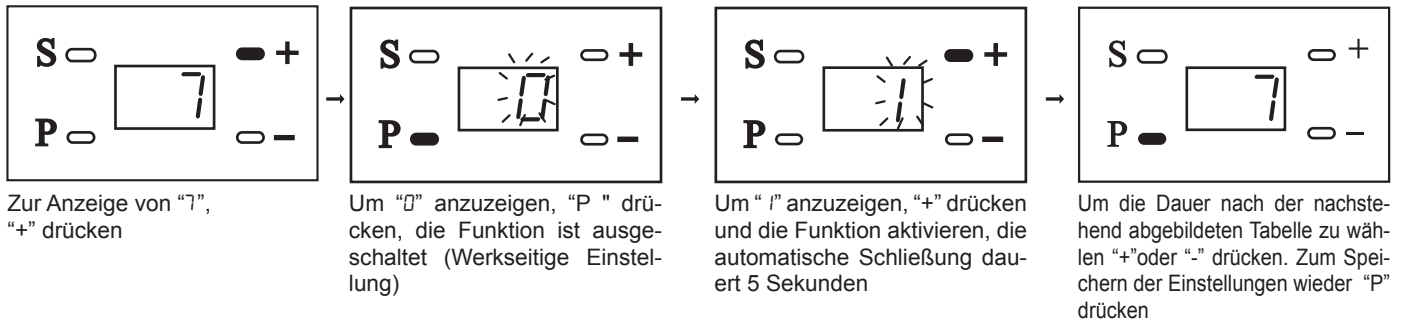 S
+
7
P
−
→
S
+
0
P
−
→
S
+
1
P
−
→
S
+
7
P
−
Zur Anzeige von “7”,
“+” drücken
Um “0” anzuzeigen, “P " drü-
cken, die Funktion ist ausge-
schaltet (Werkseitige Einstel-
lung)
Um “ 1” anzuzeigen, “+” drücken
und die Funktion aktivieren, die
automatische Schließung dau-
ert 5 Sekunden
Um die Dauer nach der nachste-
hend abgebildeten Tabelle zu wäh-
len “+”oder “-” drücken. Zum Spei-
chern der Einstellungen wieder “P”
drücken